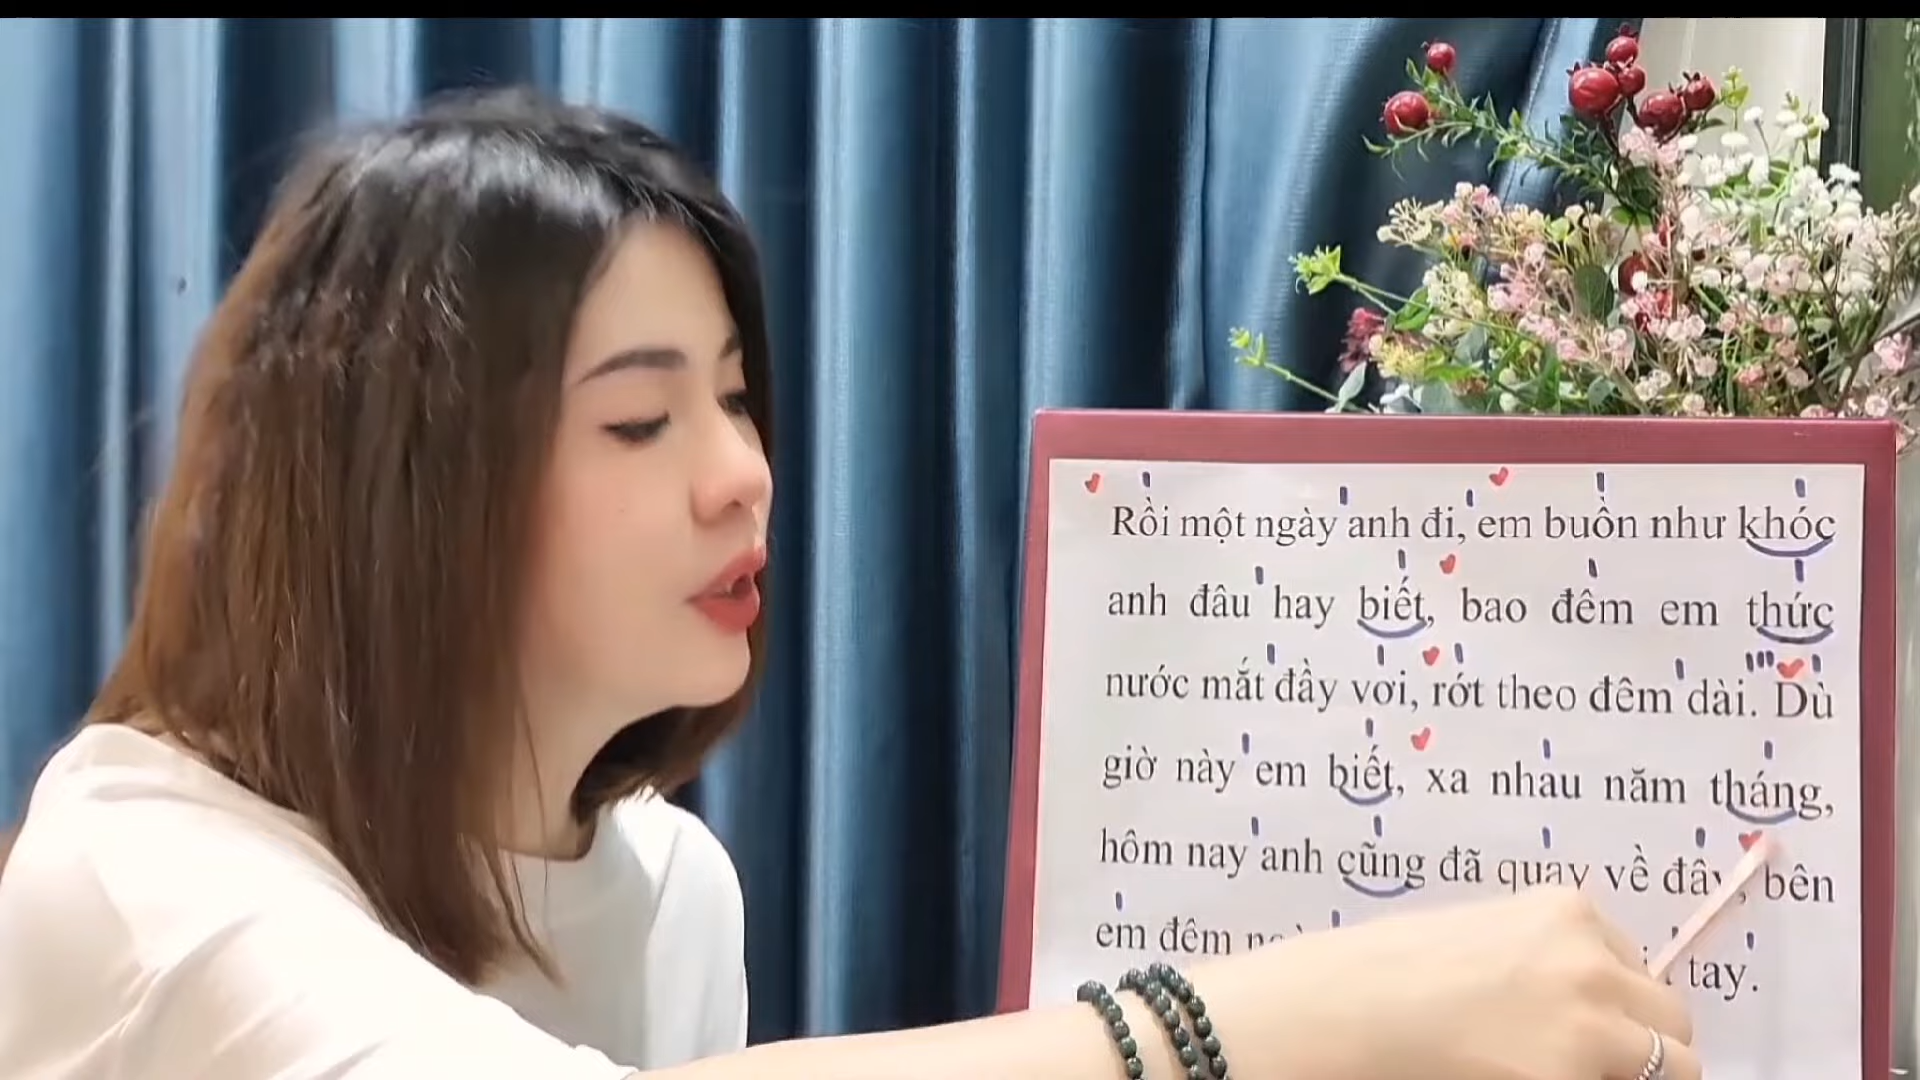 Rồi một ngày anh đi, em buồn như khóc
anh đâu hay biết, bao đêm em thức
nước mắt đầy vơi, rớt theo đêm dài. Dù
giờ này em biết, xa nhau năm tháng,
hôm nay anh cũng đã quay về đây, bên
em đêm tay.